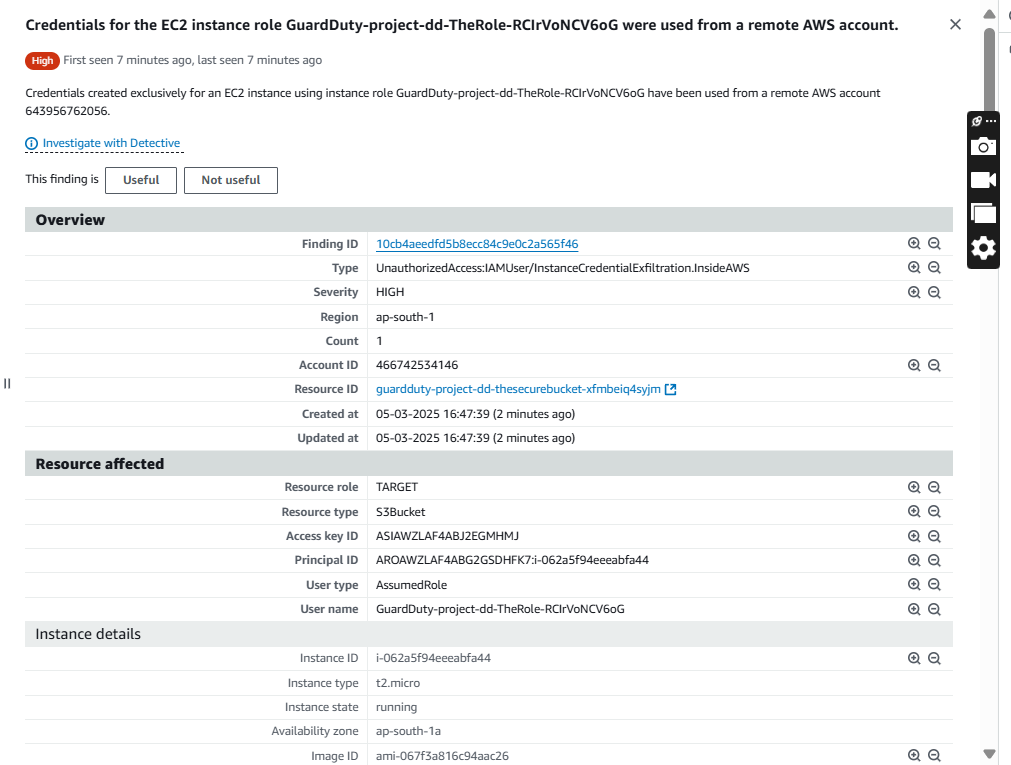 Credentials for the EC2 instance role GuardDuty-project-dd-TheRole-RCIrVoNCV6oG were used from a remote AWS account.
High First seen 7 minutes ago, last seen 7 minutes ago
Credentials created exclusively for an EC2 instance using instance role GuardDuty-project-dd-TheRole-RCIrVoNCV6oG have been used from a remote AWS account
643956762056.
Investigate with Detective
This finding is Useful Not useful
Overview
Finding ID 10cb4aeedfd5b8ecc84c9e0c2a565f46
Type UnauthorizedAccess:IAMUser/InstanceCredentialExfiltration.InsideAWS
Severity HIGH
Region ap-south-1
Count 1
Account ID 466742534146
Resource ID guardduty-project-dd-thesecurebucket-xfmbeiq4syjm
Created at 05-03-2025 16:47:39 (2 minutes ago)
Updated at 05-03-2025 16:47:39 (2 minutes ago)
Resource affected
Resource role TARGET
Resource type S3Bucket
Access key ID ASIAWZLAF4ABJ2EGMHMJ
Principal ID AROAWZLAF4ABG2GSDHFK7:i-062a5f94eeeabfa44
User type AssumedRole
User name GuardDuty-project-dd-TheRole-RCIrVoNCV6oG
Instance details
Instance ID i-062a5f94eeeabfa44
Instance type t2.micro
Instance state running
Availability zone ap-south-1a
Image ID ami-067f3a816c94aac26